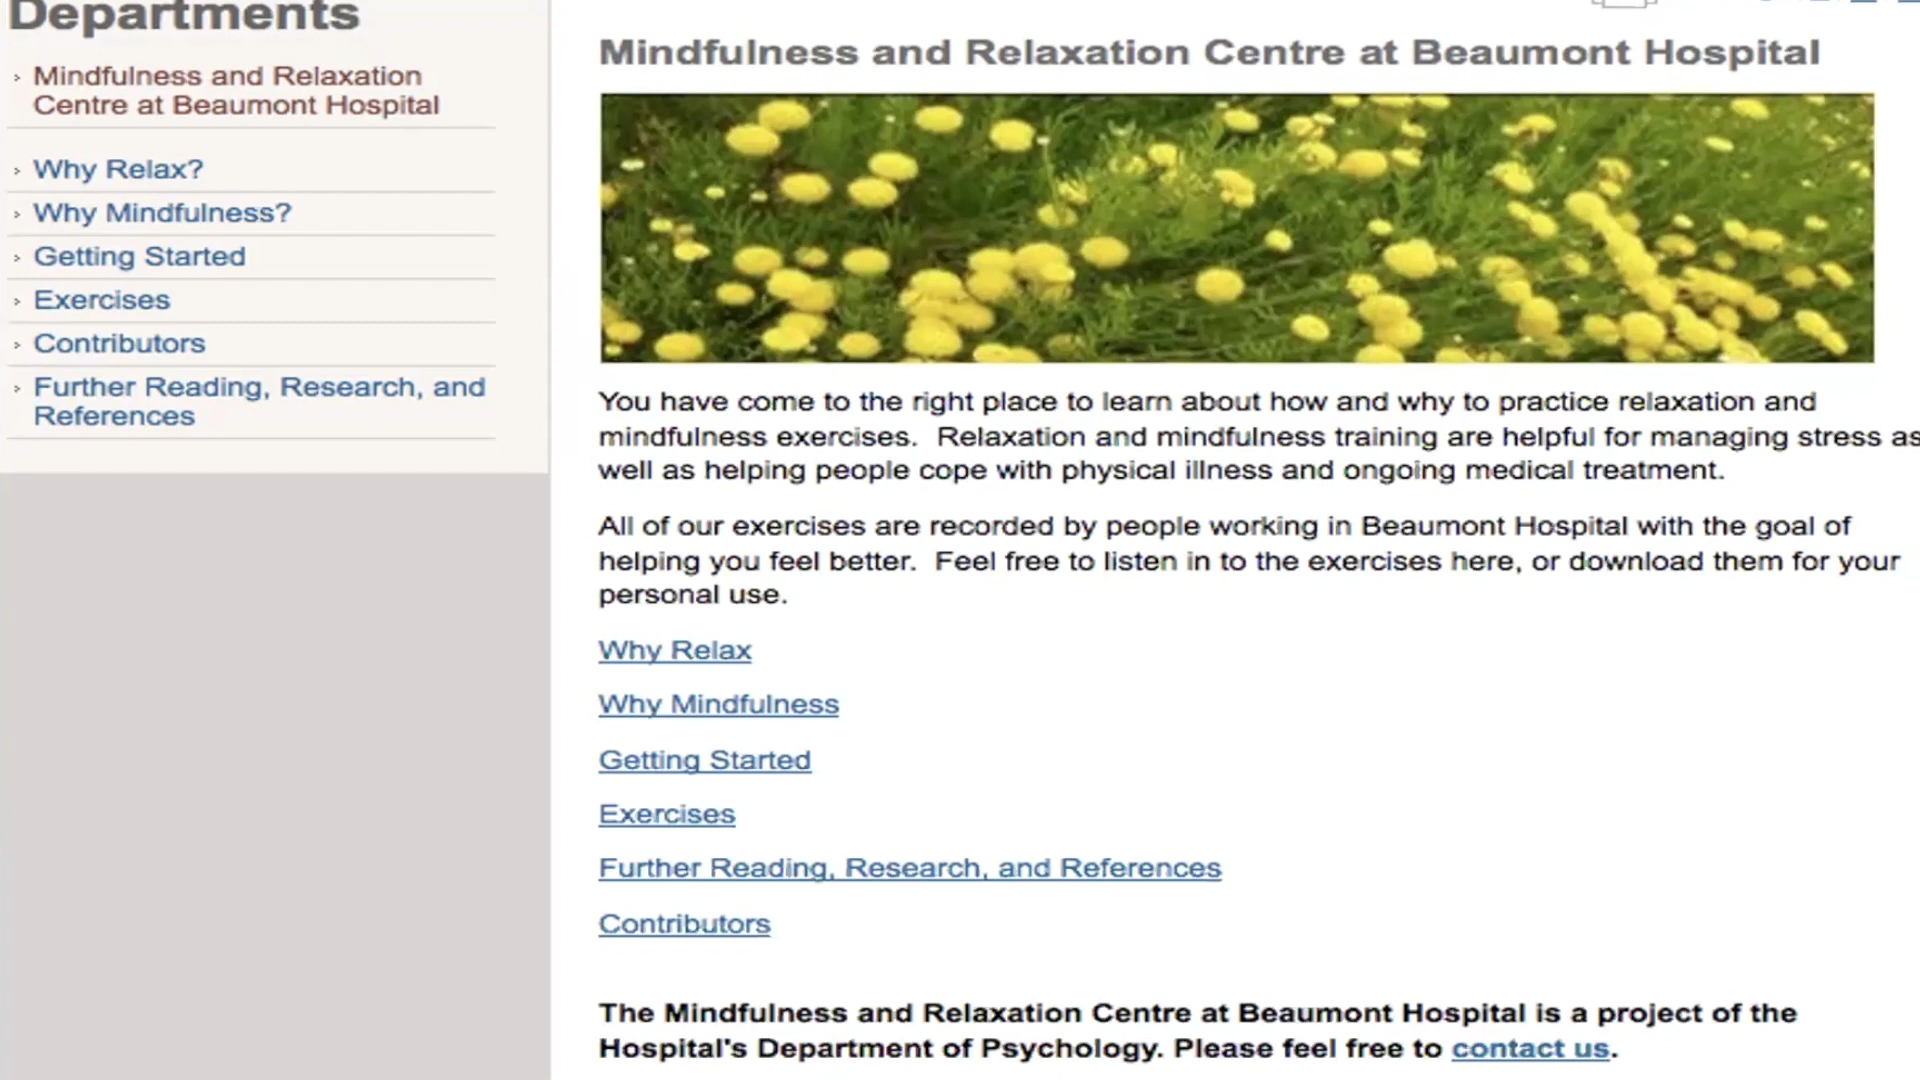 Departments
Mindfulness and Relaxation
Centre at Beaumont Hospital
Why Relax?
Why Mindfulness?
Getting Started
Exercises
Contributors
Further Reading, Research, and
References
Mindfulness and Relaxation Centre at Beaumont Hospital
You have come to the right place to learn about how and why to practice relaxation and
mindfulness exercises. Relaxation and mindfulness training are helpful for managing stress as
well as helping people cope with physical illness and ongoing medical treatment.
All of our exercises are recorded by people working in Beaumont Hospital with the goal of
helping you feel better. Feel free to listen in to the exercises here, or download them for your
personal use.
Why Relax
Why Mindfulness
Getting Started
Exercises
Further Reading, Research, and References
Contributors
The Mindfulness and Relaxation Centre at Beaumont Hospital is a project of the
Hospital's Department of Psychology. Please feel free to contact us.